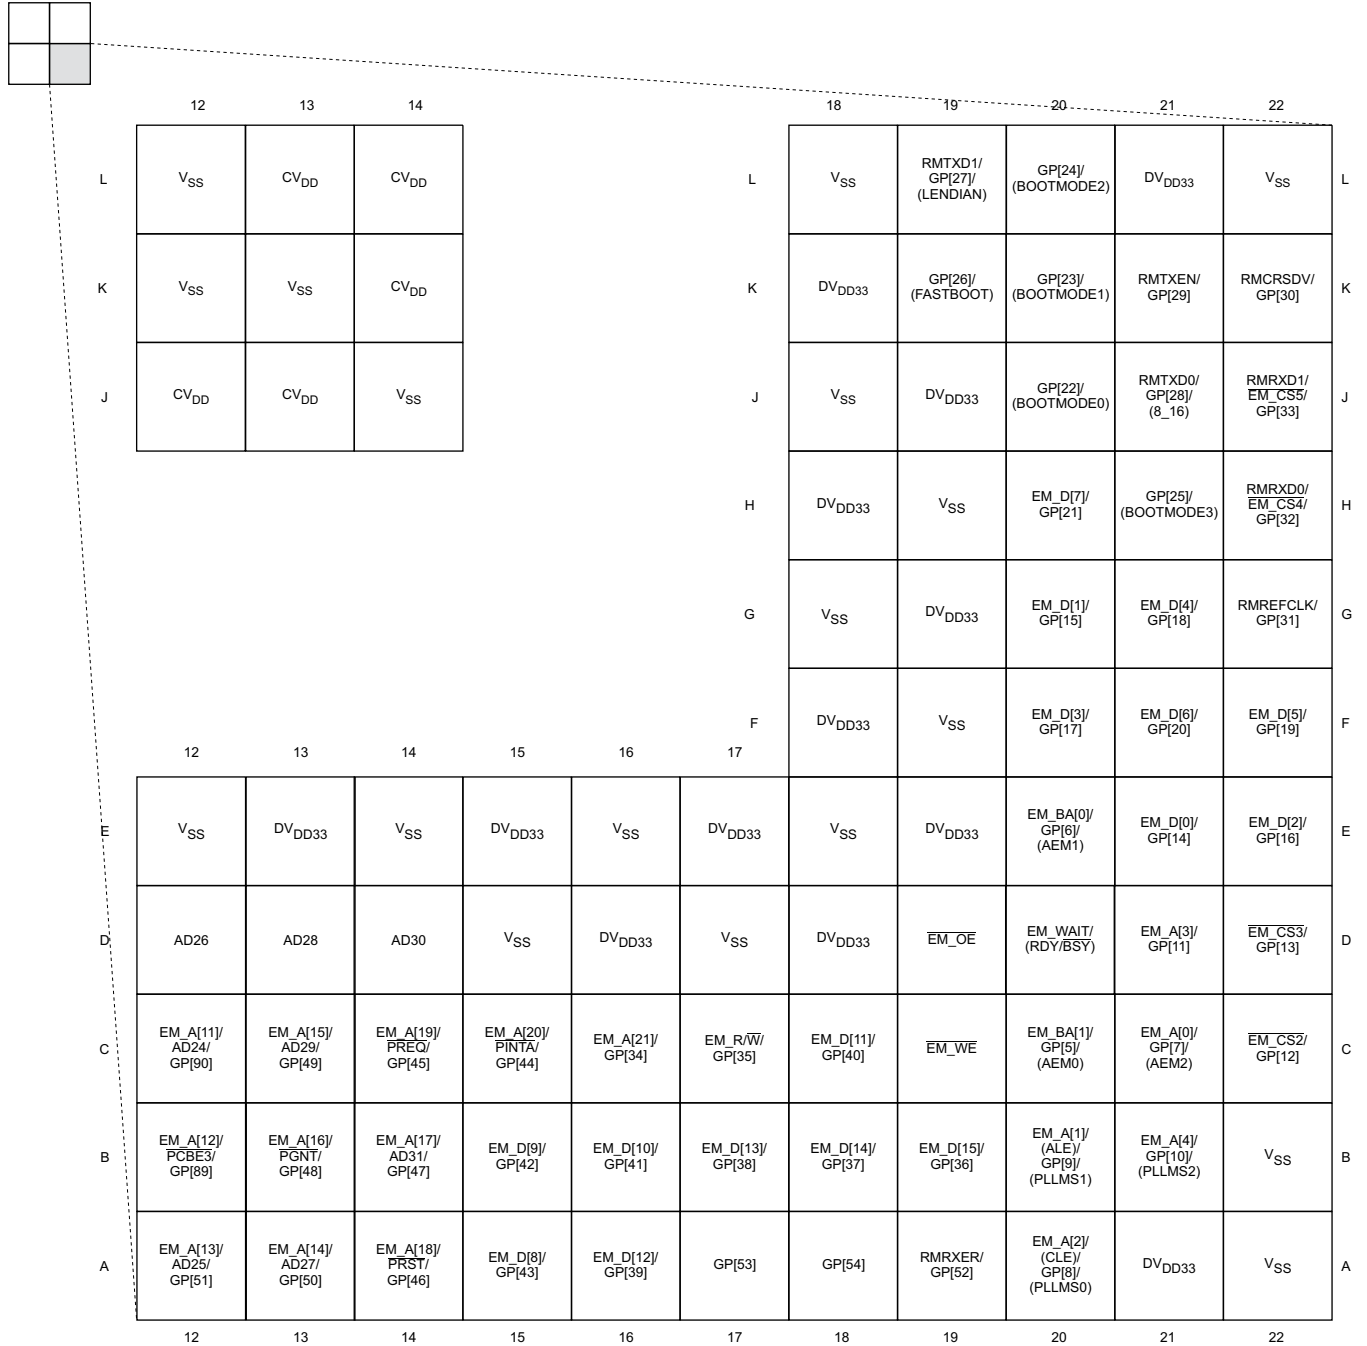 12 13 14 18 19 20 21 22
L VSS CVDD CVDD L VSS RMTXD1/ GP[27]/ (LENDIAN) GP[24]/ (BOOTMODE2) DVDD33 VSS L
K VSS VSS CVDD K DVDD33 GP[26]/ (FASTBOOT) GP[23]/ (BOOTMODE1) RMTXEN/ GP[29] RMCRSDV/ GP[30] K
J CVDD CVDD VSS J VSS DVDD33 GP[22]/ (BOOTMODE0) RMTXD0/ GP[28]/ (8_16) RMRXD1/ EM_CS5/ GP[33] J
H DVDD33 VSS EM_D[7]/ GP[21] GP[25]/ (BOOTMODE3) RMRXD0/ EM_CS4/ GP[32] H
G VSS DVDD33 EM_D[1]/ GP[15] EM_D[4]/ GP[18] RMREFCLK/ GP[31] G
F DVDD33 VSS EM_D[3]/ GP[17] EM_D[6]/ GP[20] EM_D[5]/ GP[19] F
12 13 14 15 16 17
E VSS DVDD33 VSS DVDD33 VSS DVDD33 VSS DVDD33 EM_BA[0]/ GP[6]/ (AEM1) EM_D[0]/ GP[14] EM_D[2]/ GP[16] E
D AD26 AD28 AD30 VSS DVDD33 VSS DVDD33 EM_OE EM_WAIT/ (RDY/BSY) EM_A[3]/ GP[11] EM_CS3/ GP[13] D
C EM_A[11]/ AD24/ GP[90] EM_A[15]/ AD29/ GP[49] EM_A[19]/ PREQ/ GP[45] EM_A[20]/ PINTA/ GP[44] EM_A[21]/ GP[34] EM_R/W/ GP[35] EM_D[11]/ GP[40] EM_WE EM_BA[1]/ GP[5]/ (AEM0) EM_A[0]/ GP[7]/ (AEM2) EM_CS2/ GP[12] C
B EM_A[12]/ PCBE3/ GP[89] EM_A[16]/ PGNT/ GP[48] EM_A[17]/ AD31/ GP[47] EM_D[9]/ GP[42] EM_D[10]/ GP[41] EM_D[13]/ GP[38] EM_D[14]/ GP[37] EM_D[15]/ GP[36] EM_A[1]/ (ALE)/ GP[9]/ (PLLMS1) EM_A[4]/ GP[10]/ (PLLMS2) VSS B
A EM_A[13]/ AD25/ GP[51] EM_A[14]/ AD27/ GP[50] EM_A[18]/ PRST/ GP[46] EM_D[8]/ GP[43] EM_D[12]/ GP[39] GP[53] GP[54] RMRXER/ GP[52] EM_A[2]/ (CLE)/ GP[8]/ (PLLMS0) DVDD33 VSS A
12 13 14 15 16 17 18 19 20 21 22